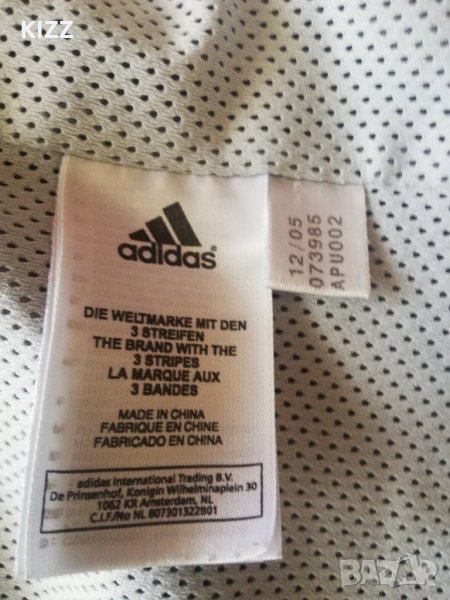 KIZZ
adidas
DIE WELTMARKE MIT DEN
3 STREIFEN
THE BRAND WITH THE
3 STRIPES
LA MARQUE AUX
3 BANDES
MADE IN CHINA
FABRIQUE EN CHINE
FABRICADO EN CHINA
adidas International Trading B.V.
De Prinsenhof, Konigin Wilhelminaplein 30
1062 KR Amsterdam, NL
C.I.F/No NL 807301322B01
12/05
073985
APU002
BAZAR